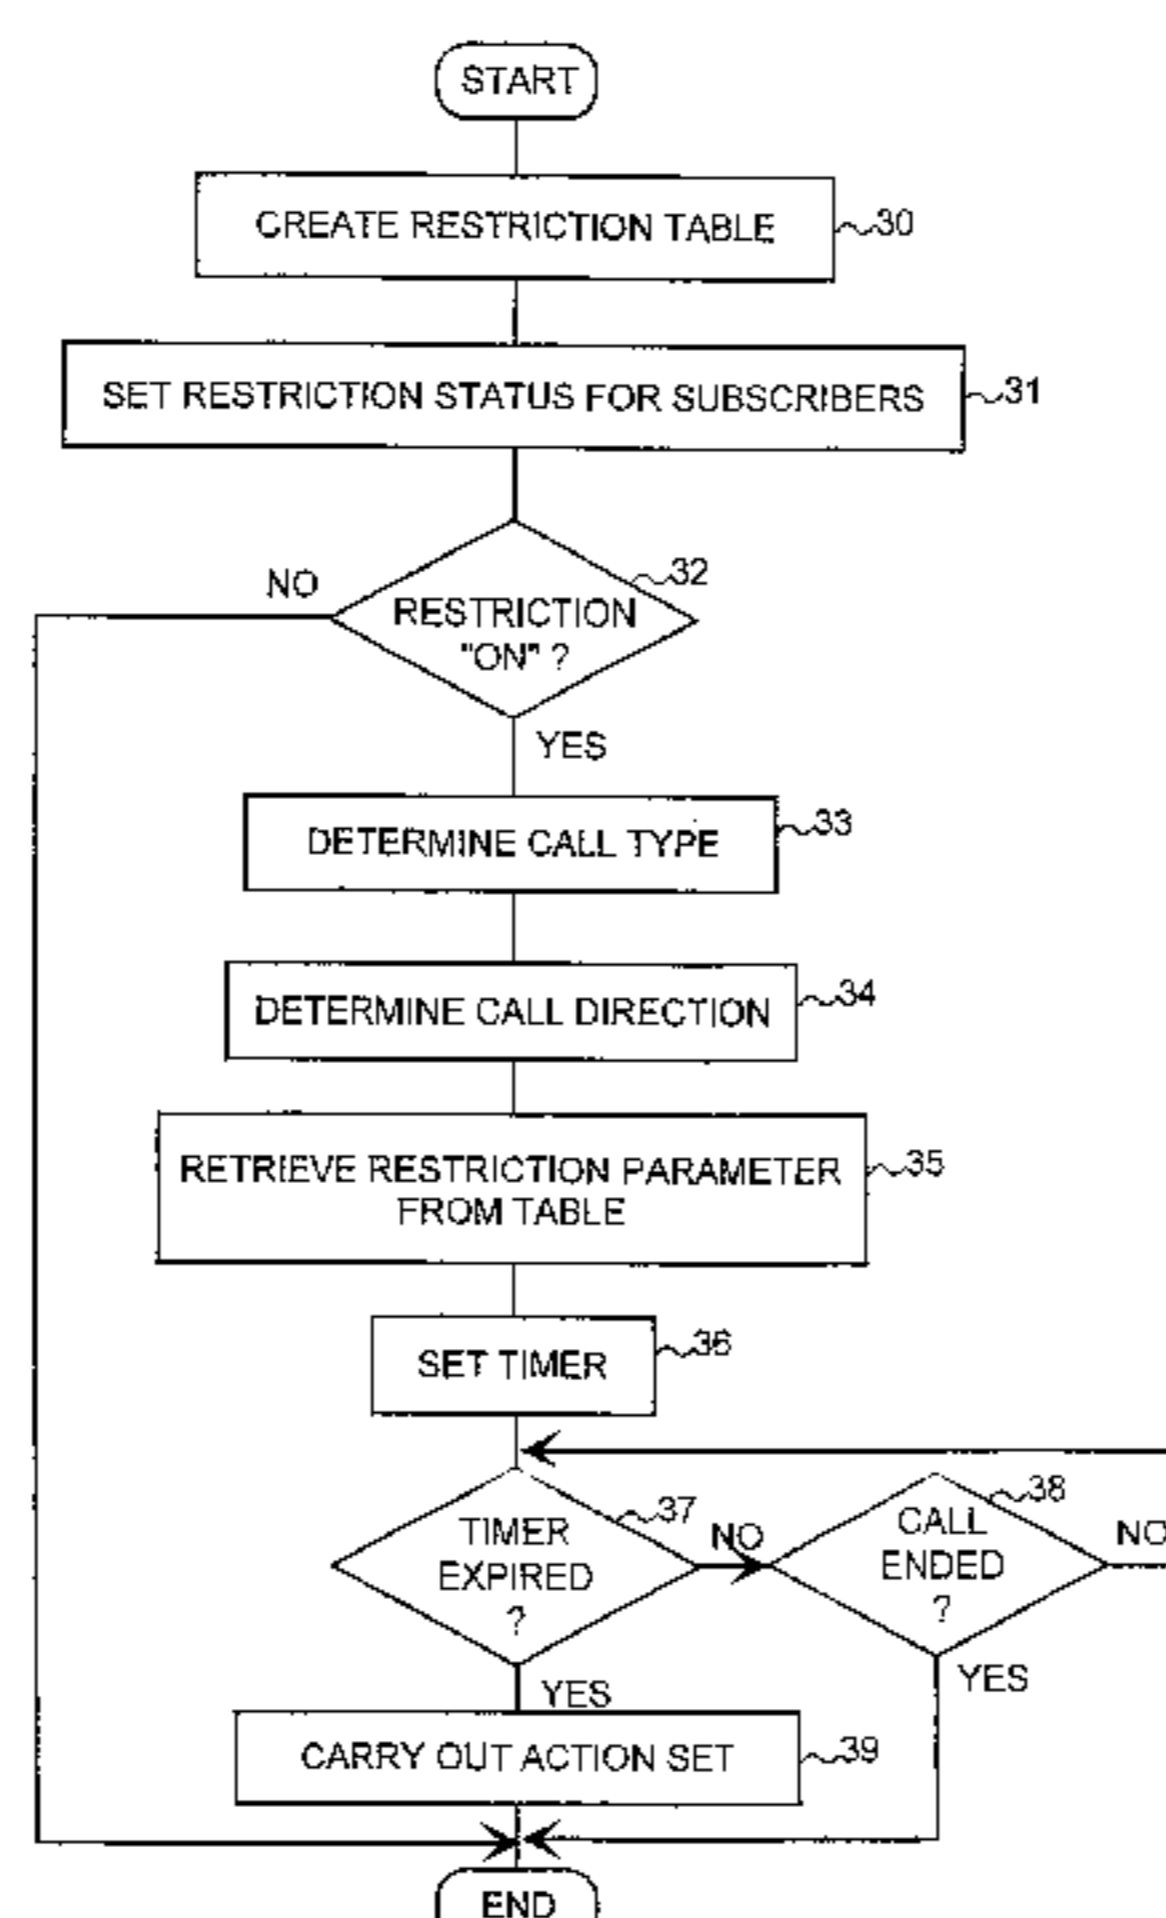 START
CREATE RESTRICTION TABLE
30
SET RESTRICTION STATUS FOR SUBSCRIBERS
31
NO
32
RESTRICTION
"ON" ?
YES
DETERMINE CALL TYPE
33
DETERMINE CALL DIRECTION
34
RETRIEVE RESTRICTION PARAMETER
FROM TABLE
35
SET TIMER
36
37
TIMER
EXPIRED
?
NO
38
CALL
ENDED
?
NO
YES
YES
CARRY OUT ACTION SET
39
END